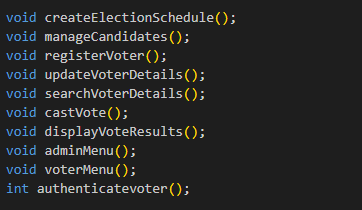 void createElectionSchedule();
void manageCandidates();
void registerVoter();
void updateVoterDetails();
void searchVoterDetails();
void castVote();
void displayVoteResults();
void adminMenu();
void voterMenu();
int authenticatevoter();